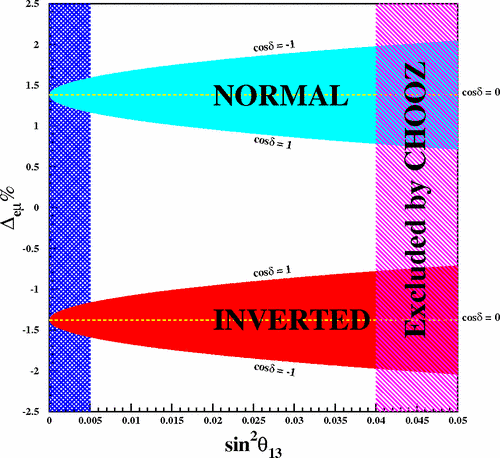 2.5
2
1.5
1
0.5
0
-0.5
-1
-1.5
-2
-2.5
Δeμ%
cosδ = -1
NORMAL
cosδ = 0
cosδ = 1
cosδ = 1
INVERTED
cosδ = 0
cosδ = -1
Excluded by CHOOZ
0 0.005 0.01 0.015 0.02 0.025 0.03 0.035 0.04 0.045 0.05
sin²θ₁₃